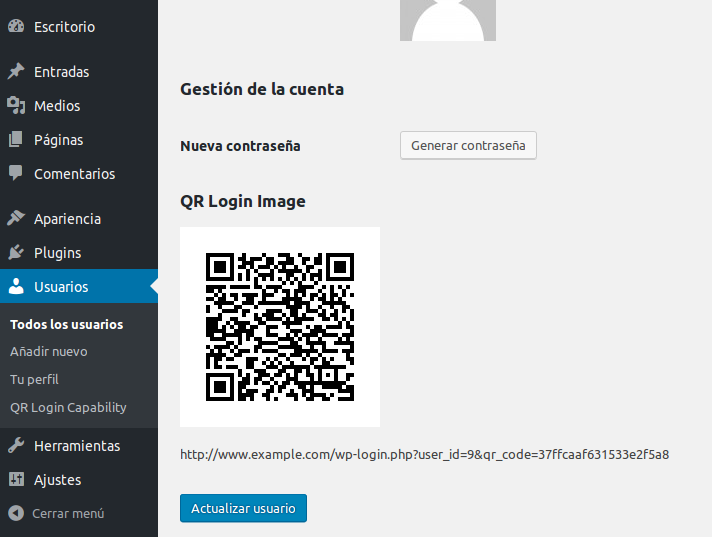 Escritorio
Entradas
Medios
Páginas
Comentarios
Apariencia
Plugins
Usuarios
Todos los usuarios
Añadir nuevo
Tu perfil
QR Login Capability
Herramientas
Ajustes
Cerrar menú
Gestión de la cuenta
Nueva contraseña
Generar contraseña
QR Login Image
http://www.example.com/wp-login.php?user_id=9&qr_code=37ffcaaf631533e2f5a8
Actualizar usuario